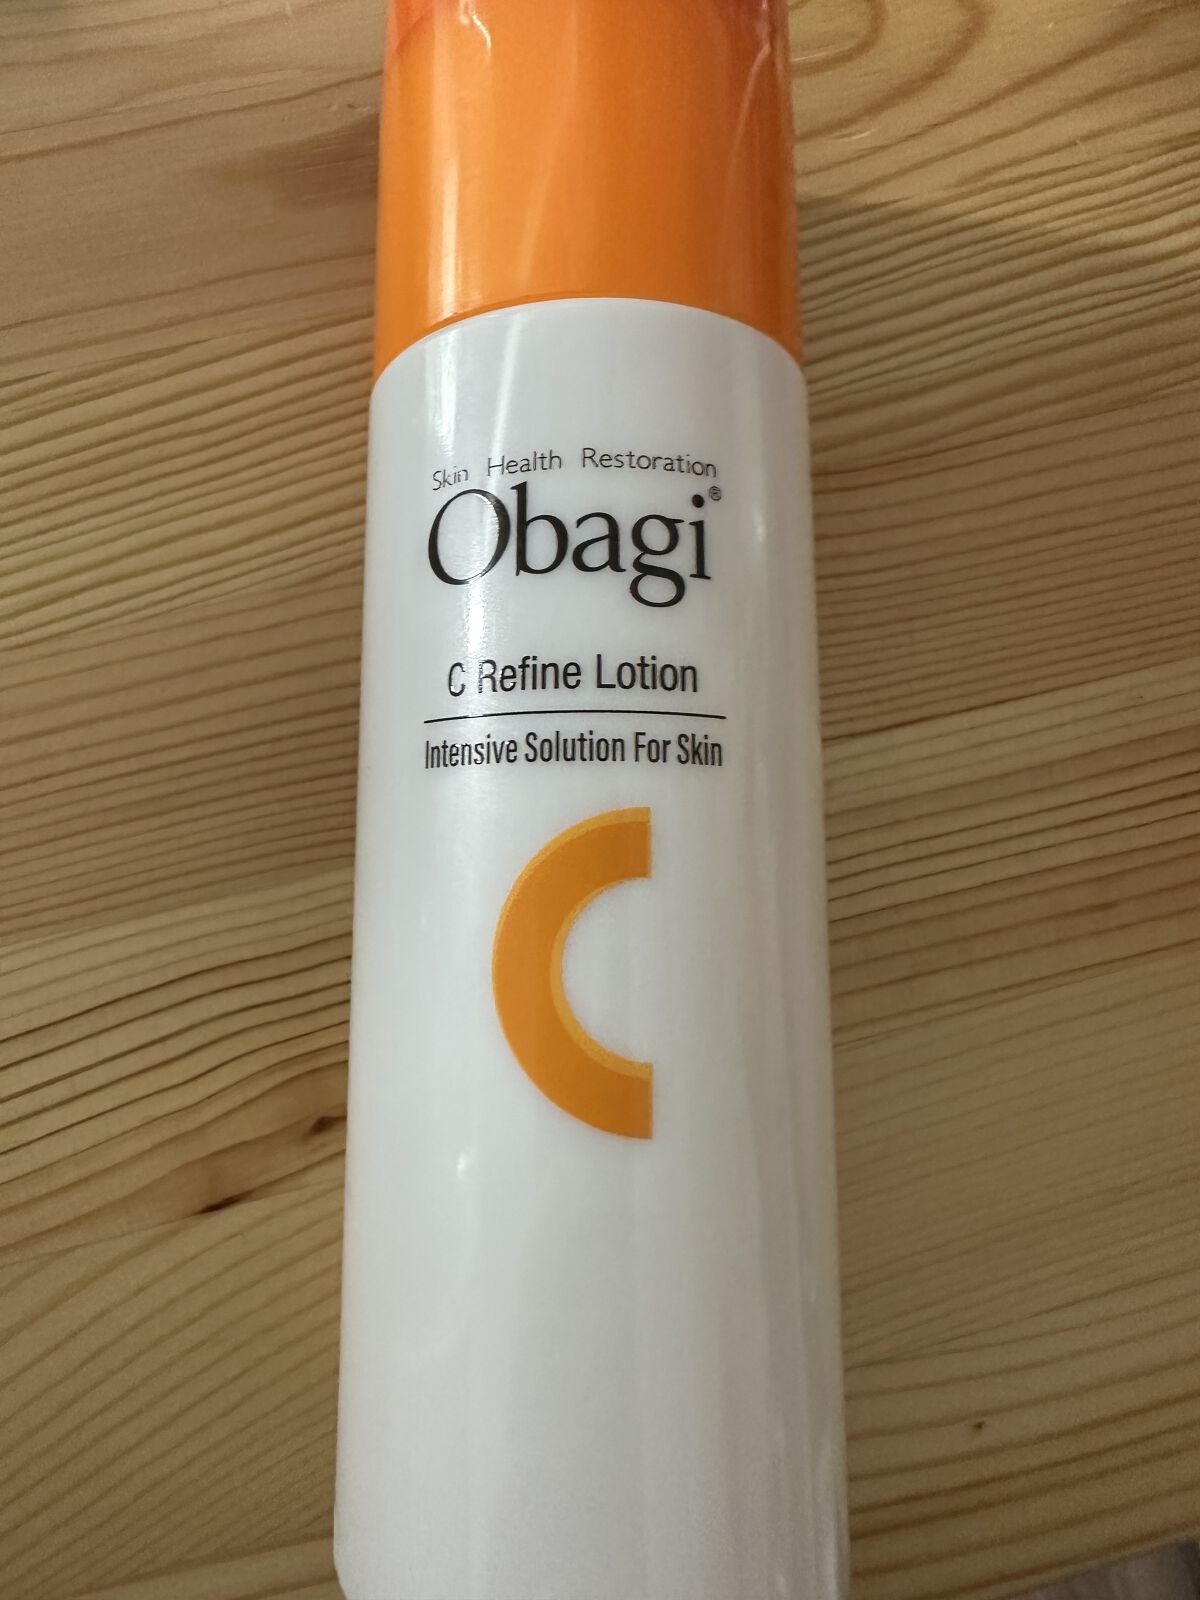 Skin Health Restoration
Obagi®
C Refine Lotion
Intensive Solution For Skin
C